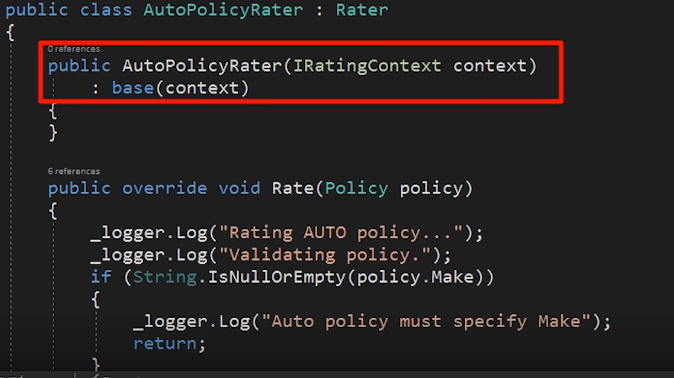 public class AutoPolicyRater : Rater
{
0 references
public AutoPolicyRater(IRatingContext context)
: base(context)
{
}
6 references
public override void Rate(Policy policy)
{
_logger.Log("Rating AUTO policy...");
_logger.Log("Validating policy.");
if (String.IsNullOrEmpty(policy.Make))
{
_logger.Log("Auto policy must specify Make");
return;
}